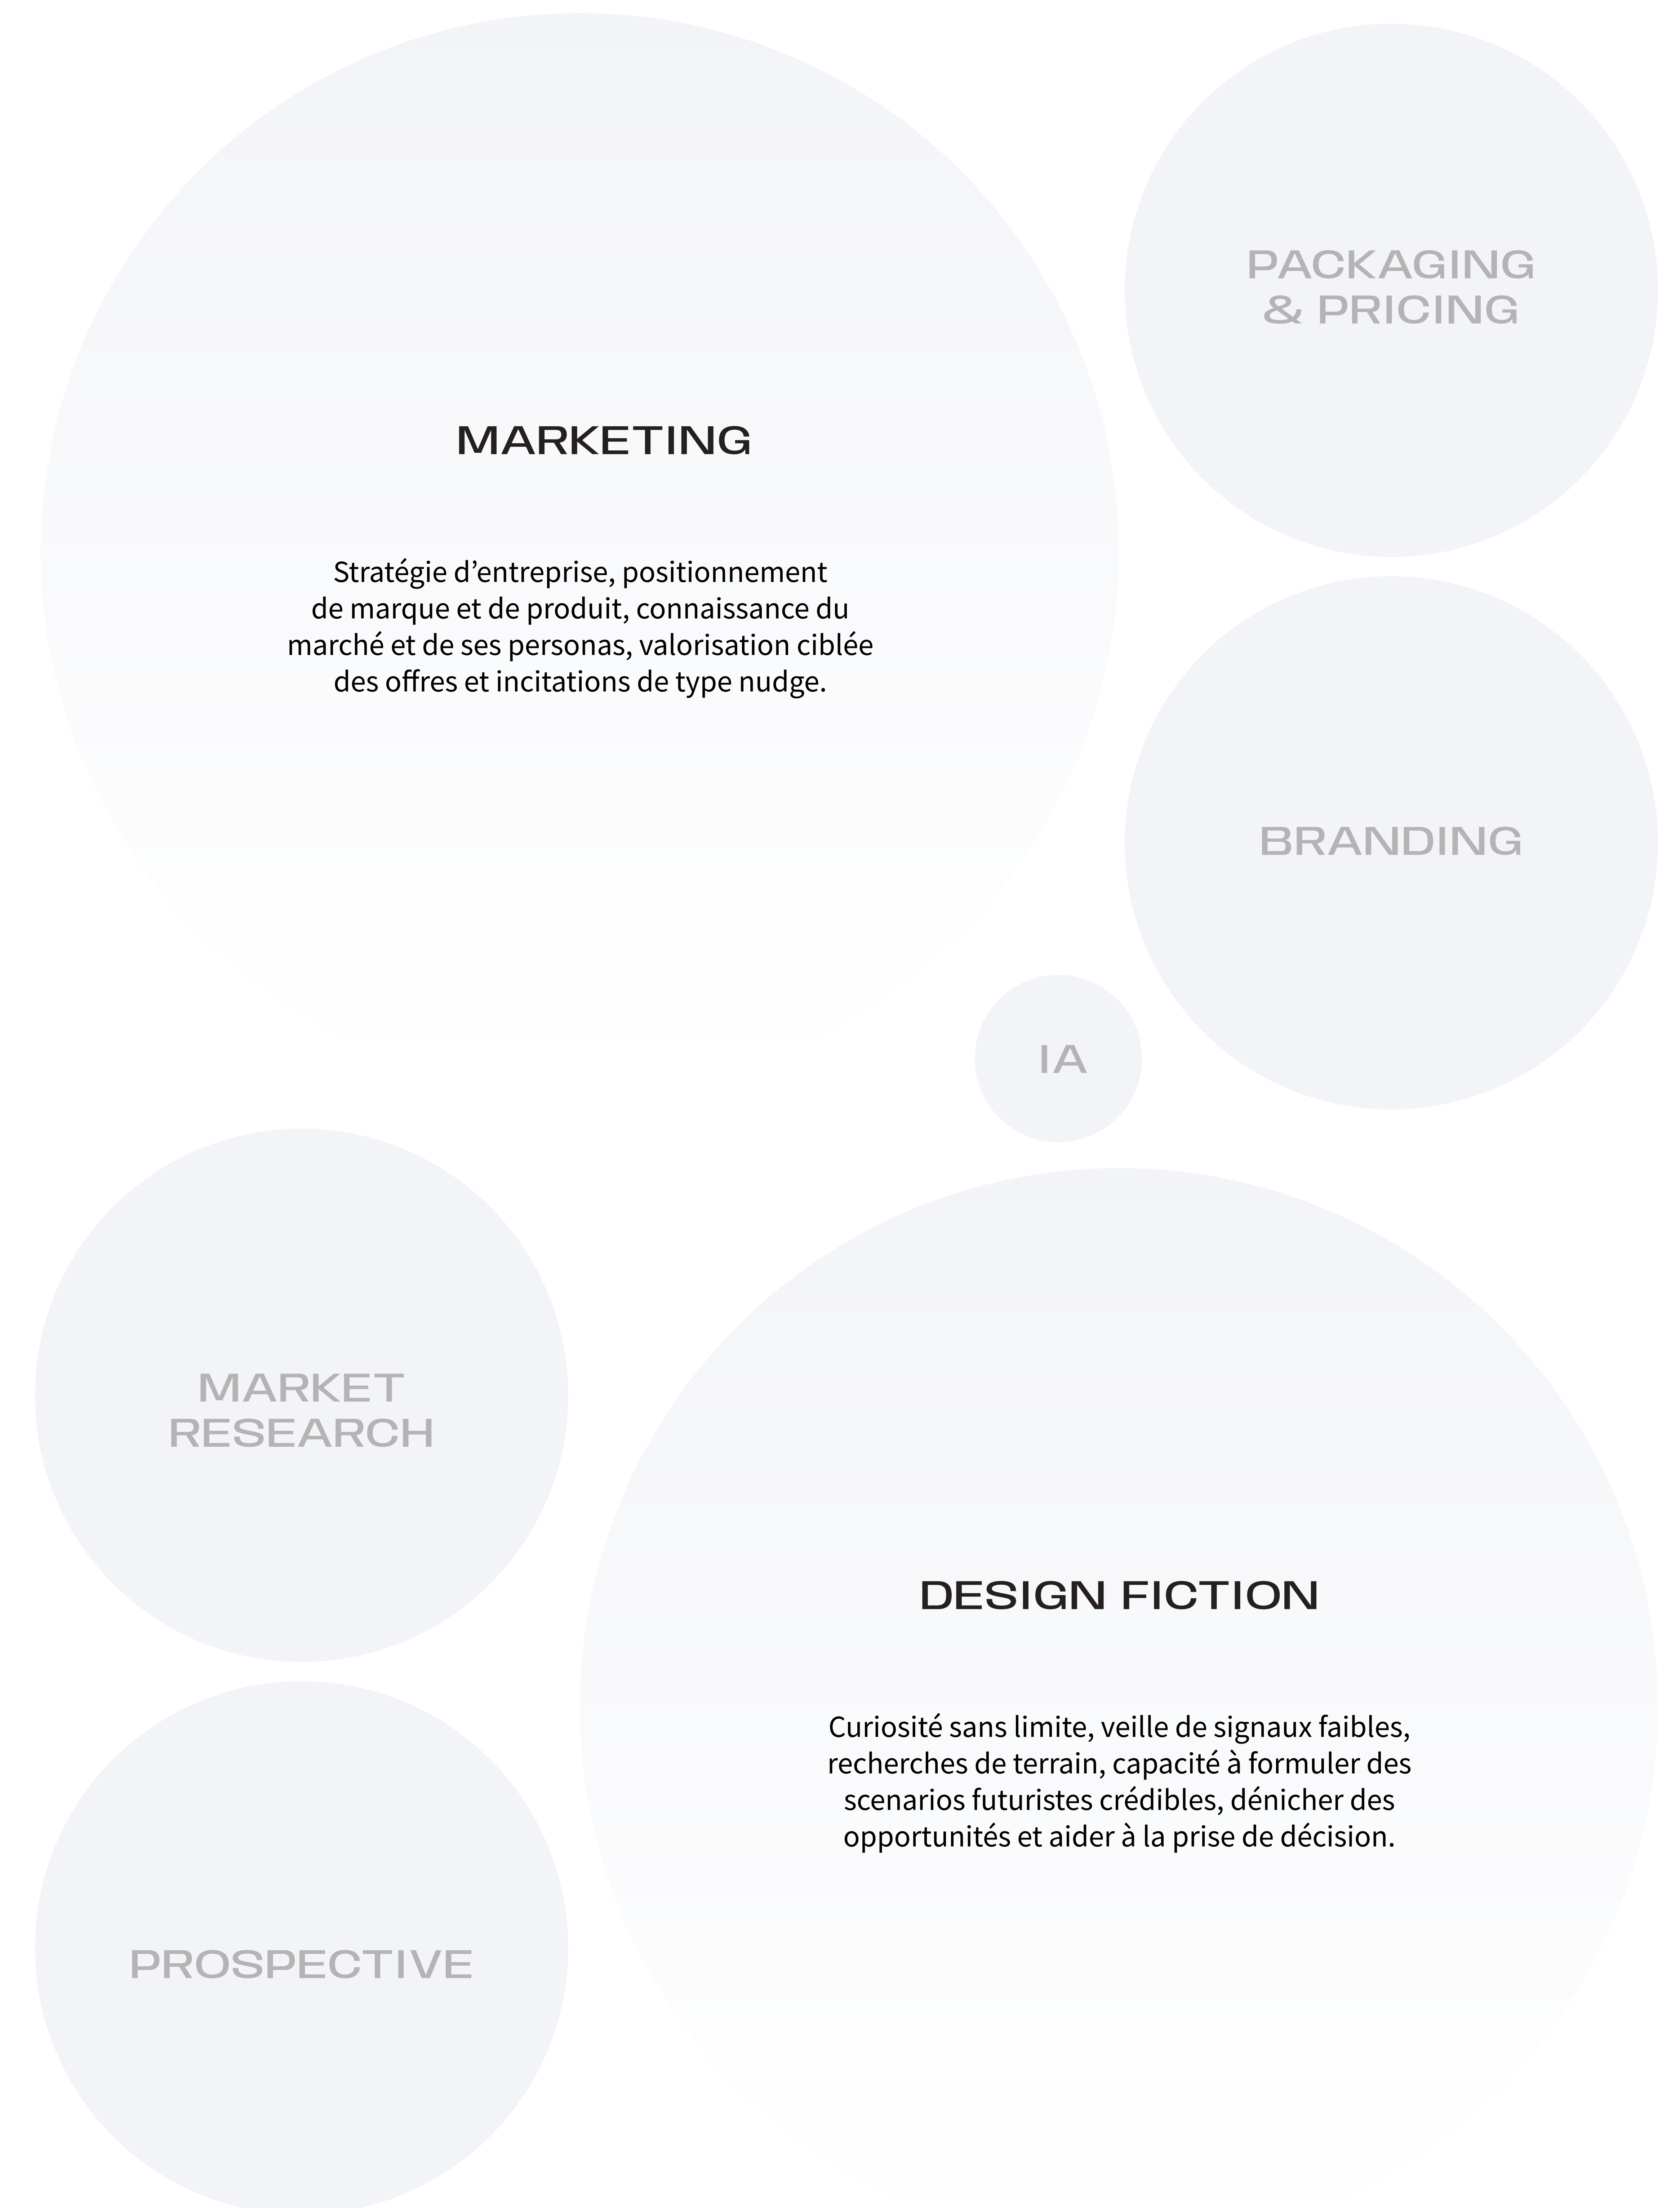 MARKETING
Stratégie d’entreprise, positionnement
de marque et de produit, connaissance du
marché et de ses personas, valorisation ciblée
des offres et incitations de type nudge.
PACKAGING
& PRICING
BRANDING
IA
MARKET
RESEARCH
PROSPECTIVE
DESIGN FICTION
Curiosité sans limite, veille de signaux faibles,
recherches de terrain, capacité à formuler des
scenarios futuristes crédibles, dénicher des
opportunités et aider à la prise de décision.